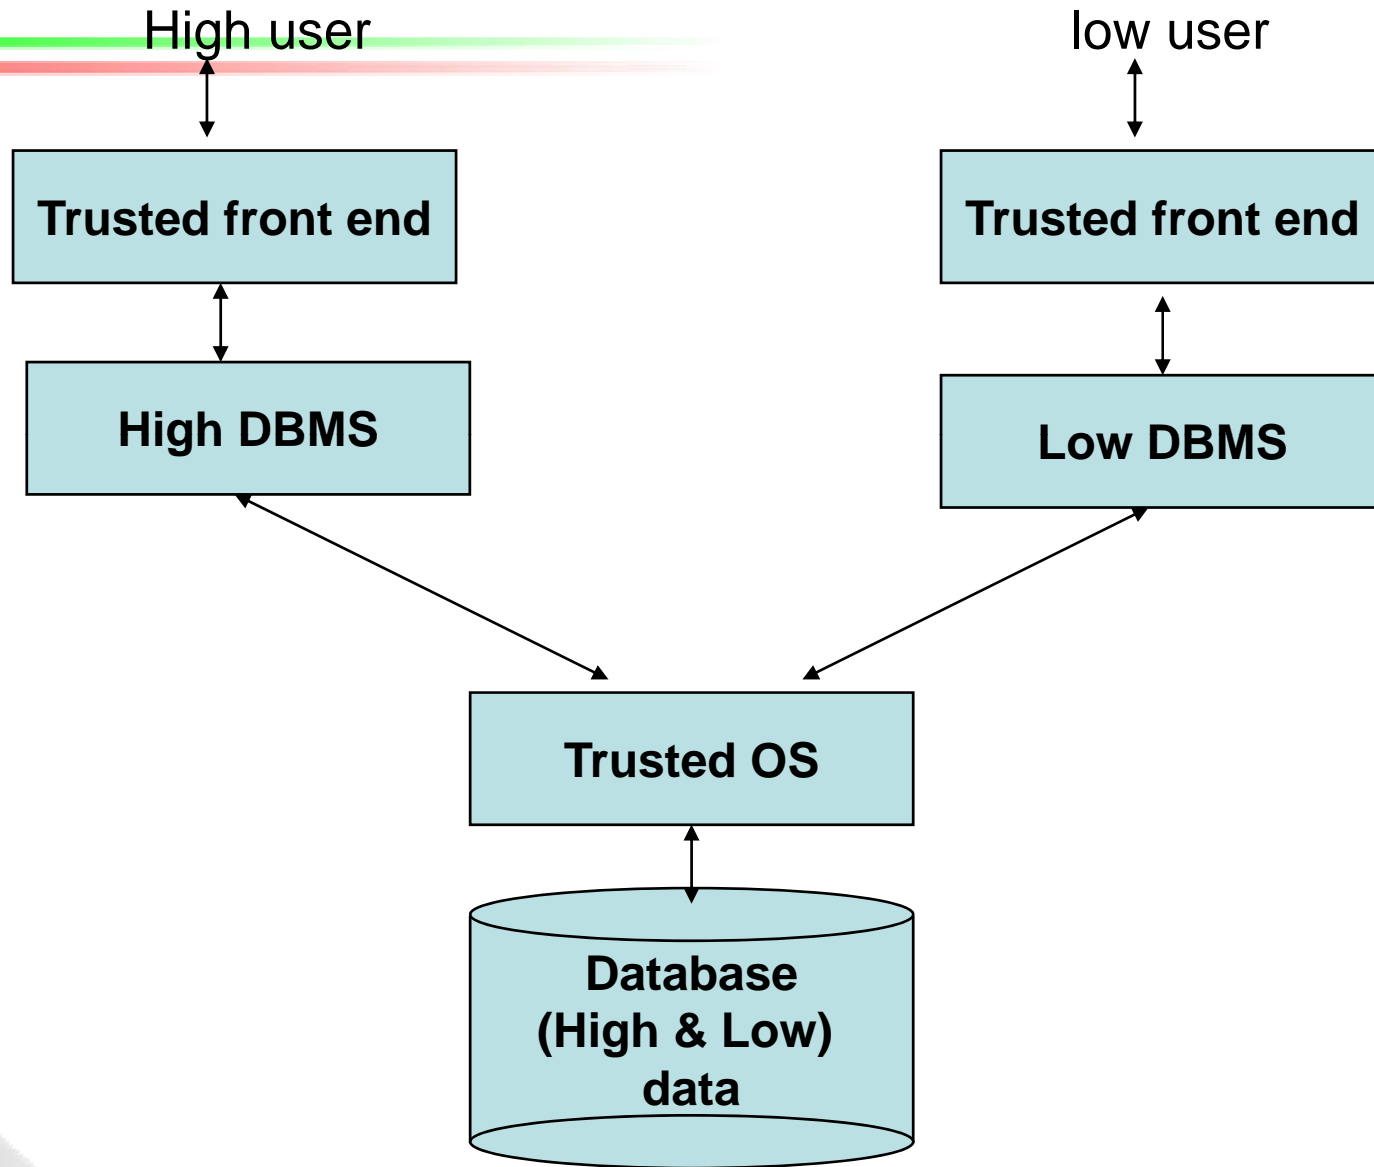 High user
low user
Trusted front end
Trusted front end
High DBMS
Low DBMS
Trusted OS
Database
(High & Low)
data